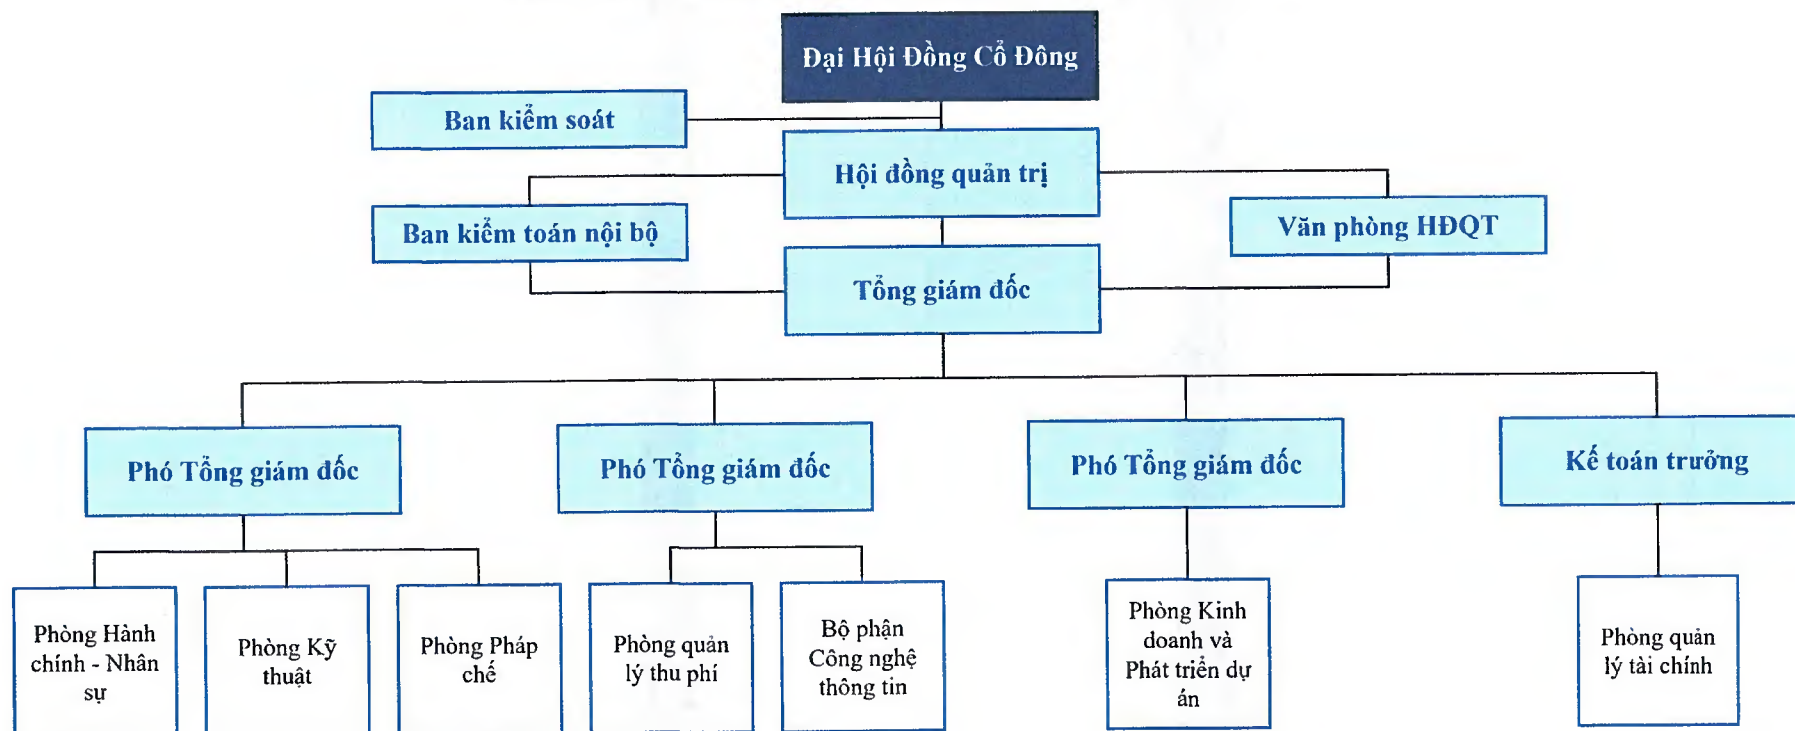 Đại Hội Đồng Cổ Đông
Ban kiểm soát
Hội đồng quản trị
Ban kiểm toán nội bộ
Văn phòng HĐQT
Tổng giám đốc
Phó Tổng giám đốc
Phó Tổng giám đốc
Phó Tổng giám đốc
Kế toán trưởng
Phòng Hành
chính - Nhân
sự
Phòng Kỹ
thuật
Phòng Pháp
chế
Phòng quản
lý thu phí
Bộ phận
Công nghệ
thông tin
Phòng Kinh
doanh và
Phát triển dự
án
Phòng quản
lý tài chính